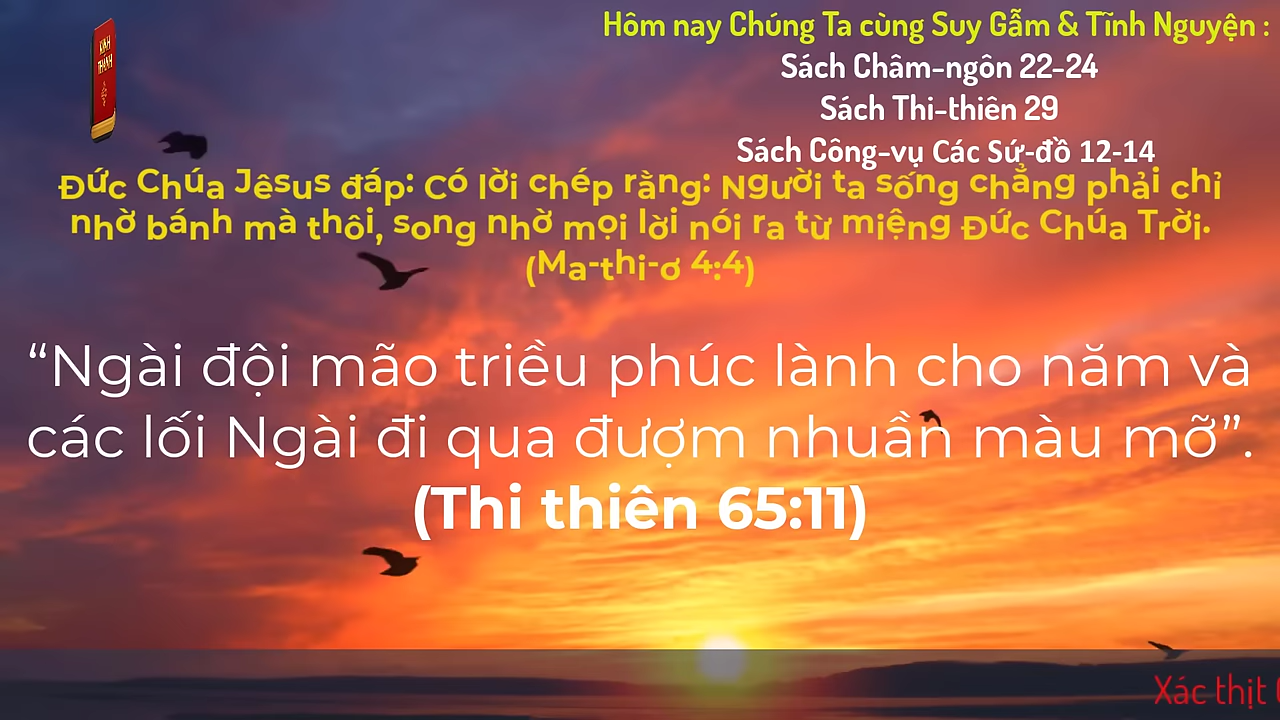 KINH
THÁNH
Hôm nay Chúng Ta cùng Suy Gẫm & Tĩnh Nguyện :
Sách Châm-ngôn 22-24
Sách Thi-thiên 29
Sách Công-vụ Các Sứ-đồ 12-14
Đức Chúa Jêsus đáp: Có lời chép rằng: Người ta sống chẳng phải chỉ
nhờ bánh mà thôi, song nhờ mọi lời nói ra từ miệng Đức Chúa Trời.
(Ma-thi-ơ 4:4)
“Ngài đội mão triều phúc lành cho năm và
các lối Ngài đi qua đượm nhuần màu mỡ”.
(Thi thiên 65:11)
Xác thịt